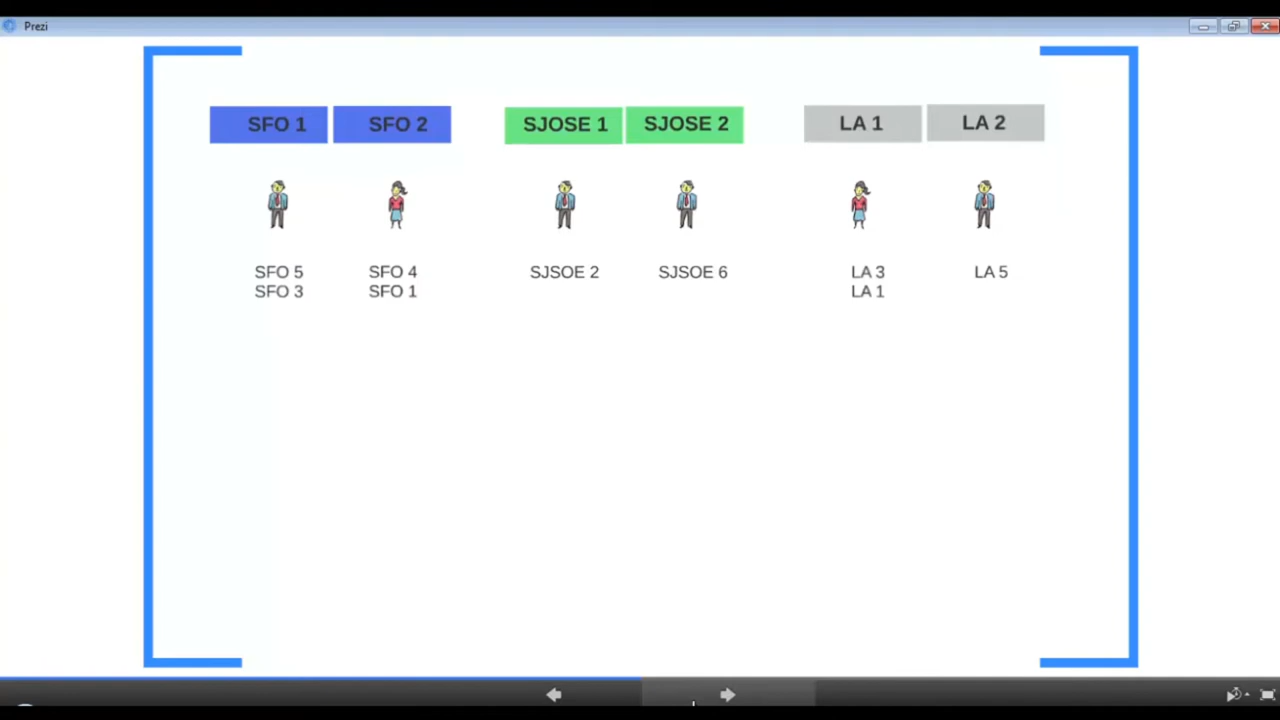 Prezi
SFO 1 SFO 2 SJOSE 1 SJOSE 2 LA 1 LA 2
SFO 5 SFO 4 SJSOE 2 SJSOE 6 LA 3 LA 5
SFO 3 SFO 1 LA 1